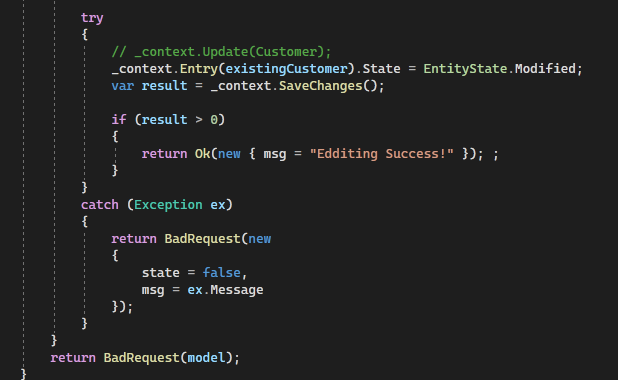 try
{
// _context.Update(Customer);
_context.Entry(existingCustomer).State = EntityState.Modified;
var result = _context.SaveChanges();
if (result > 0)
{
return Ok(new { msg = "Edditing Success!" }); ;
}
}
catch (Exception ex)
{
return BadRequest(new
{
state = false,
msg = ex.Message
});
}
}
return BadRequest(model);
}